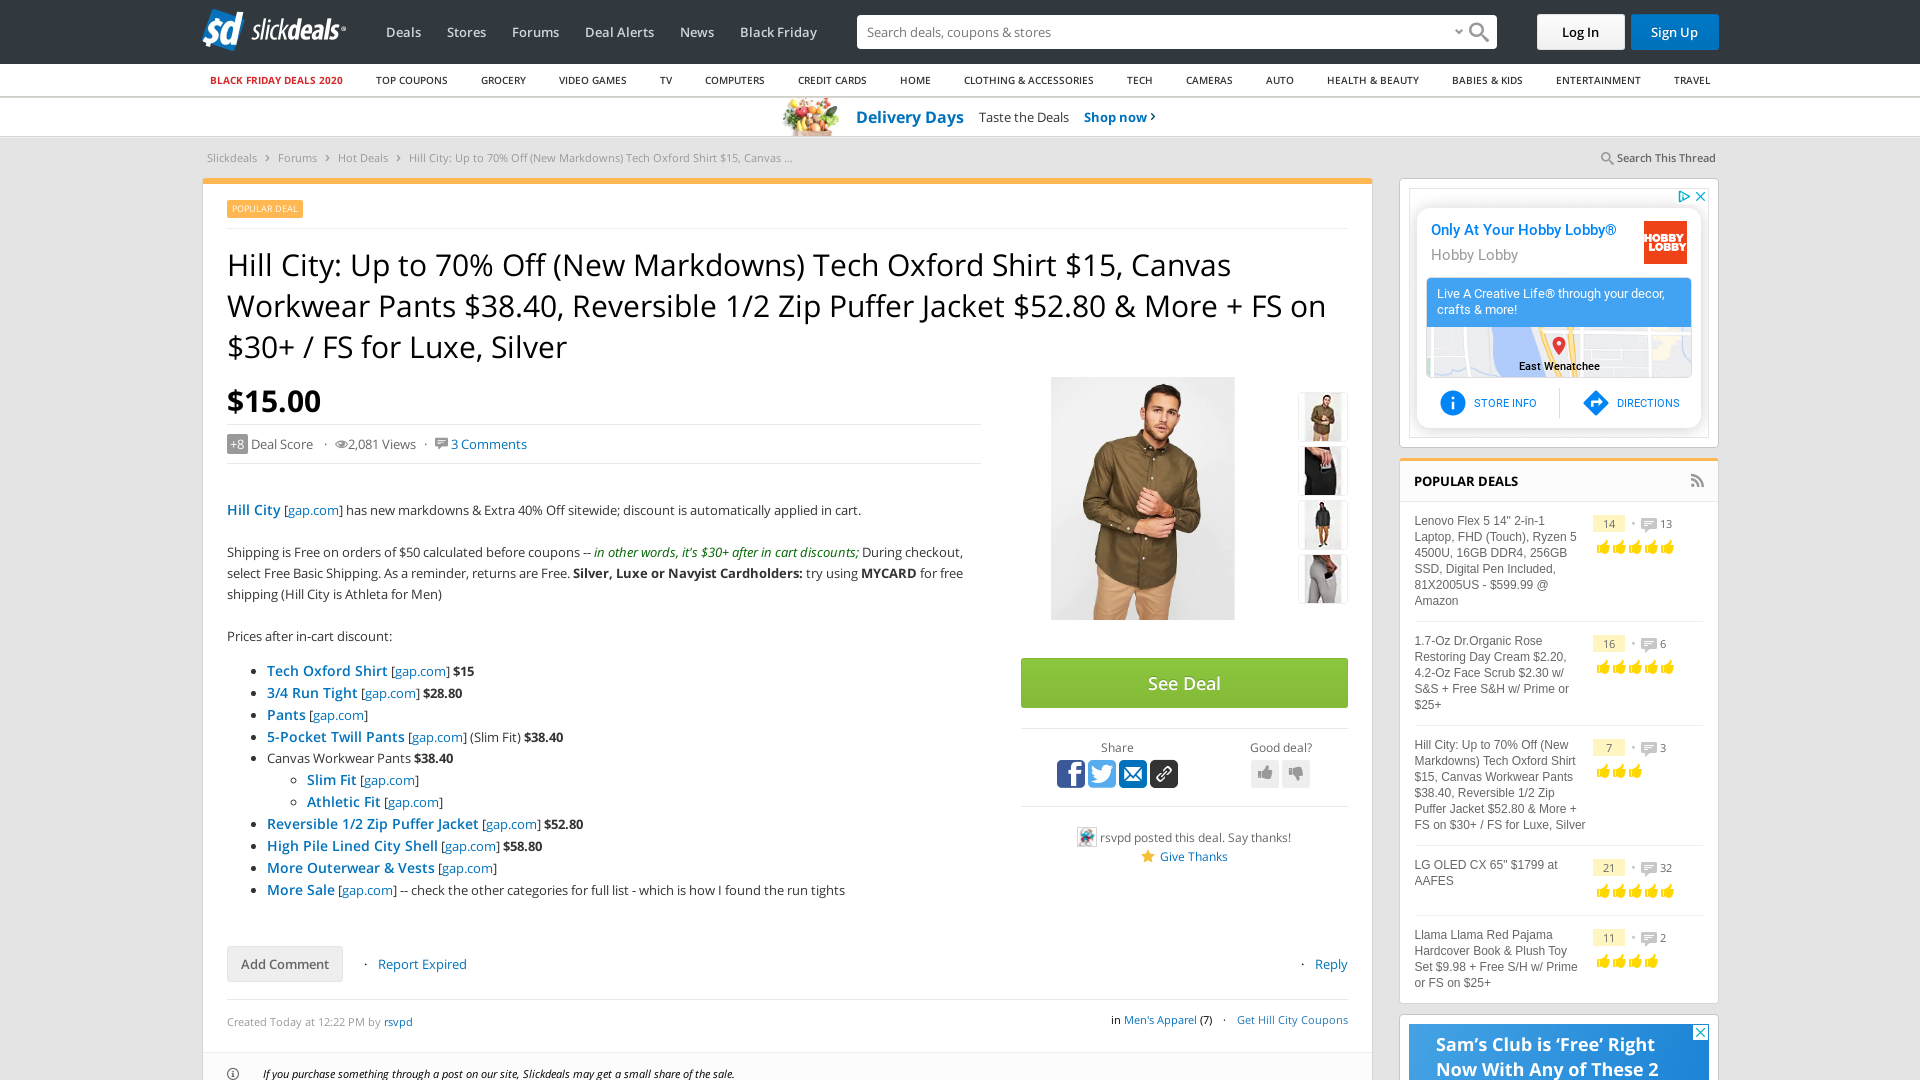 slickdeals
Deals Stores Forums Deal Alerts News Black Friday
Search deals, coupons & stores
Log In Sign Up
BLACK FRIDAY DEALS 2020 TOP COUPONS GROCERY VIDEO GAMES TV COMPUTERS CREDIT CARDS HOME CLOTHING & ACCESSORIES TECH CAMERAS AUTO HEALTH & BEAUTY BABIES & KIDS ENTERTAINMENT TRAVEL
Delivery Days Taste the Deals Shop now
Slickdeals › Forums › Hot Deals › Hill City: Up to 70% Off (New Markdowns) Tech Oxford Shirt $15, Canvas ...
Search This Thread
POPULAR DEAL
Hill City: Up to 70% Off (New Markdowns) Tech Oxford Shirt $15, Canvas
Workwear Pants $38.40, Reversible 1/2 Zip Puffer Jacket $52.80 & More + FS on
$30+ / FS for Luxe, Silver
$15.00
+8 Deal Score · 2,081 Views · 3 Comments
Hill City [gap.com] has new markdowns & Extra 40% Off sitewide; discount is automatically applied in cart.
Shipping is Free on orders of $50 calculated before coupons -- in other words, it's $30+ after in cart discounts; During checkout,
select Free Basic Shipping. As a reminder, returns are Free. Silver, Luxe or Navyist Cardholders: try using MYCARD for free
shipping (Hill City is Athleta for Men)
Prices after in-cart discount:
Tech Oxford Shirt [gap.com] $15
3/4 Run Tight [gap.com] $28.80
Pants [gap.com]
5-Pocket Twill Pants [gap.com] (Slim Fit) $38.40
Canvas Workwear Pants $38.40
Slim Fit [gap.com]
Athletic Fit [gap.com]
Reversible 1/2 Zip Puffer Jacket [gap.com] $52.80
High Pile Lined City Shell [gap.com] $58.80
More Outerwear & Vests [gap.com]
More Sale [gap.com] -- check the other categories for full list - which is how I found the run tights
See Deal
Share
Good deal?
rsvpd posted this deal. Say thanks!
Give Thanks
Add Comment · Report Expired
· Reply
Created Today at 12:22 PM by rsvpd
in Men's Apparel (7) · Get Hill City Coupons
If you purchase something through a post on our site, Slickdeals may get a small share of the sale.
Only At Your Hobby Lobby®
Hobby Lobby
HOBBY
LOBBY
Live A Creative Life® through your decor,
crafts & more!
East Wenatchee
STORE INFO
DIRECTIONS
POPULAR DEALS
Lenovo Flex 5 14" 2-in-1
Laptop, FHD (Touch), Ryzen 5
4500U, 16GB DDR4, 256GB
SSD, Digital Pen Included,
81X2005US - $599.99 @
Amazon
14 • 13
1.7-Oz Dr.Organic Rose
Restoring Day Cream $2.20,
4.2-Oz Face Scrub $2.30 w/
S&S + Free S&H w/ Prime or
$25+
16 • 6
Hill City: Up to 70% Off (New
Markdowns) Tech Oxford Shirt
$15, Canvas Workwear Pants
$38.40, Reversible 1/2 Zip
Puffer Jacket $52.80 & More +
FS on $30+ / FS for Luxe, Silver
7 • 3
LG OLED CX 65" $1799 at
AAFES
21 • 32
Llama Llama Red Pajama
Hardcover Book & Plush Toy
Set $9.98 + Free S/H w/ Prime
or FS on $25+
11 • 2
Sam's Club is 'Free' Right
Now With Any of These 2